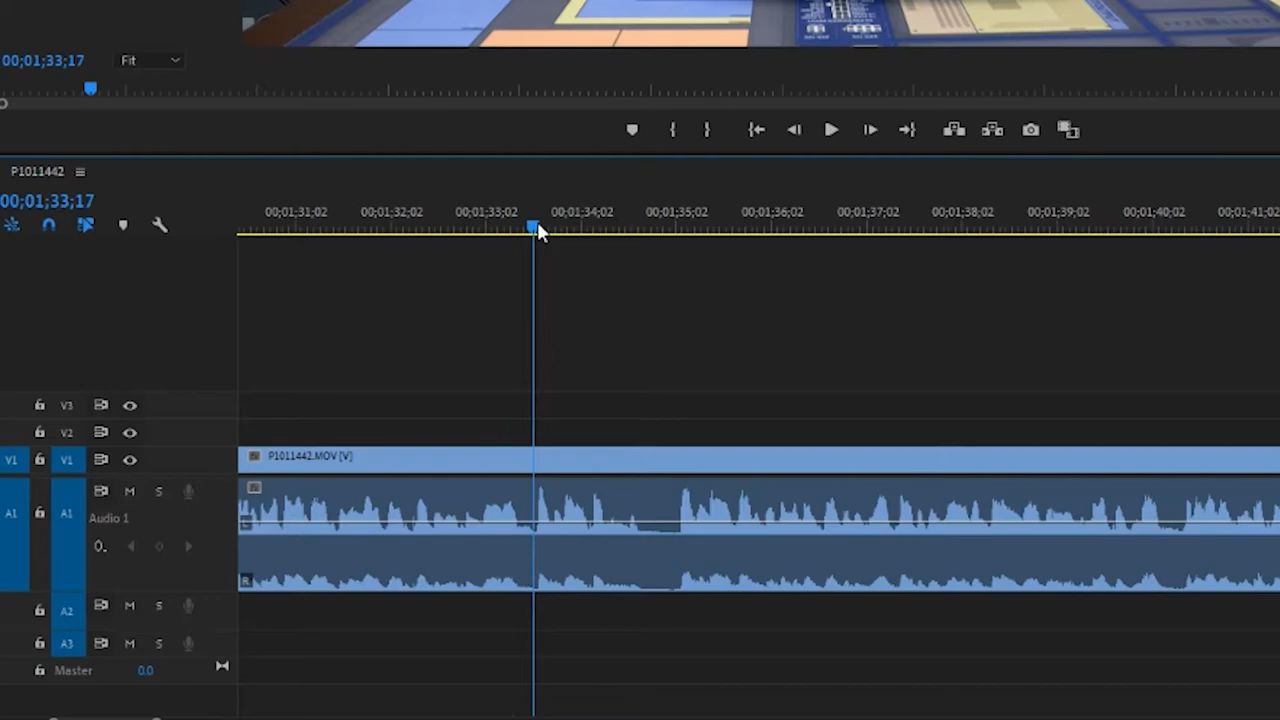 00;01;33;17 Fit
P1011442
00;01;33;17
00;01;31;02 00;01;32;02 00;01;33;02 00;01;34;02 00;01;35;02 00;01;36;02 00;01;37;02 00;01;38;02 00;01;39;02 00;01;40;02 00;01;41;02
V3
V2
V1 V1 P1011442.MOV [V]
M S
A1 A1 Audio 1
L
R
A2 M S
A3 M S
Master 0.0